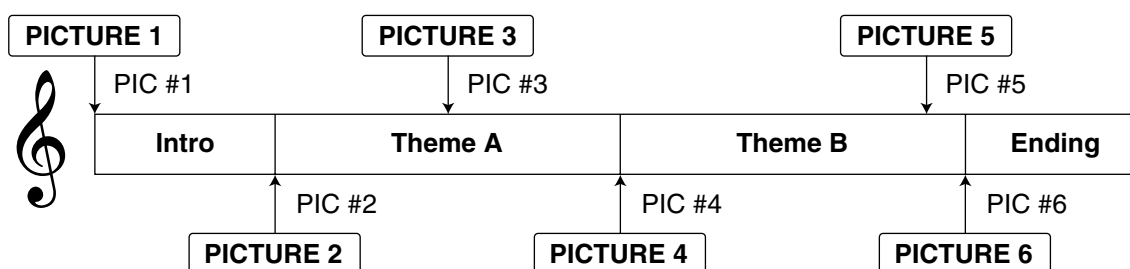 PICTURE 1 PICTURE 3 PICTURE 5
PIC #1 PIC #3 PIC #5
Intro Theme A Theme B Ending
PIC #2 PIC #4 PIC #6
PICTURE 2 PICTURE 4 PICTURE 6